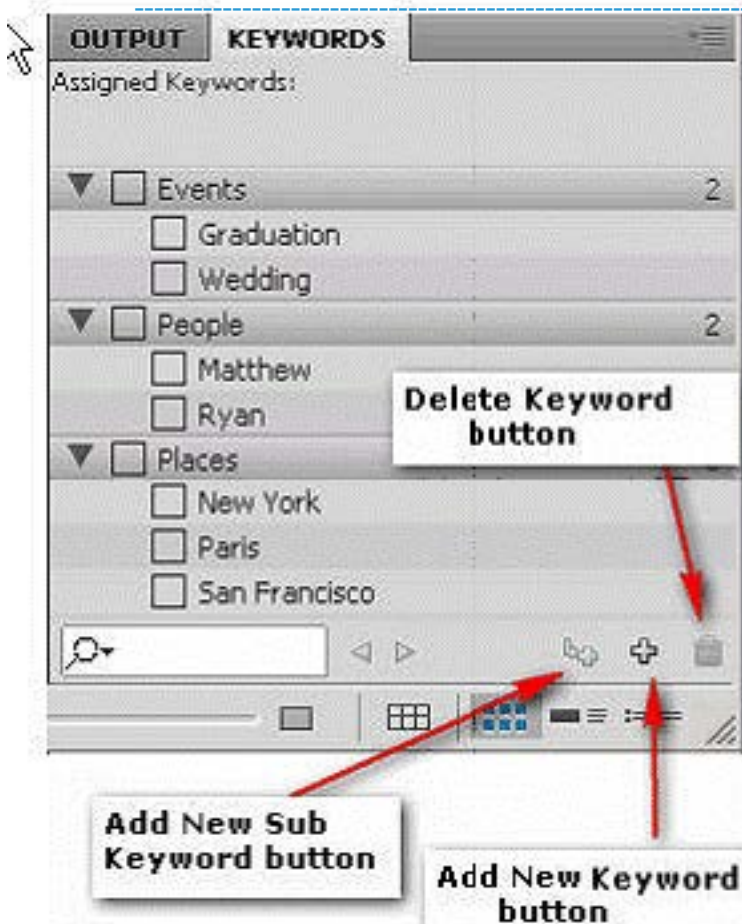 OUTPUT KEYWORDS
Assigned Keywords:
Events 2
Graduation
Wedding
People 2
Matthew
Ryan
Delete Keyword
button
Places
New York
Paris
San Francisco
Add New Sub
Keyword button
Add New Keyword
button